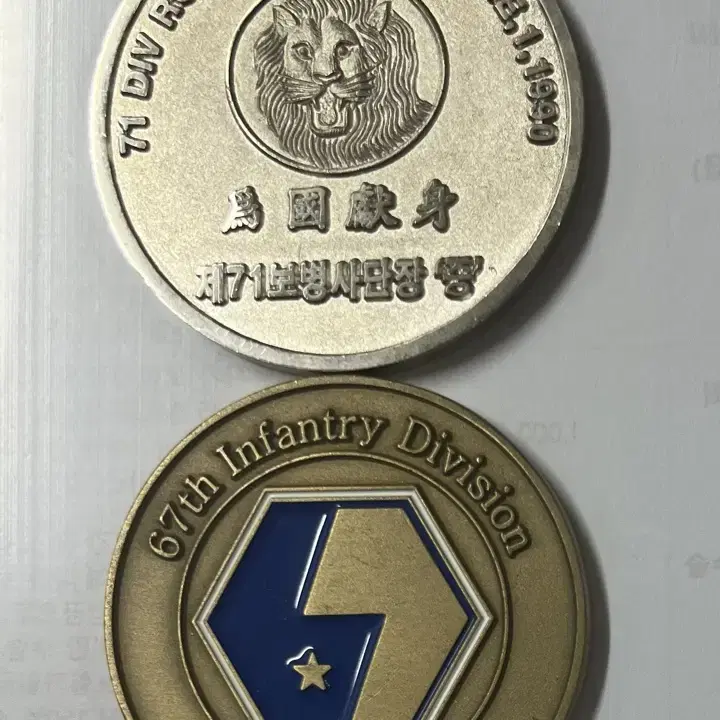 71 DIV
1,1990
爲國獻身
제71보병사단장 '증'
67th Infantry Division